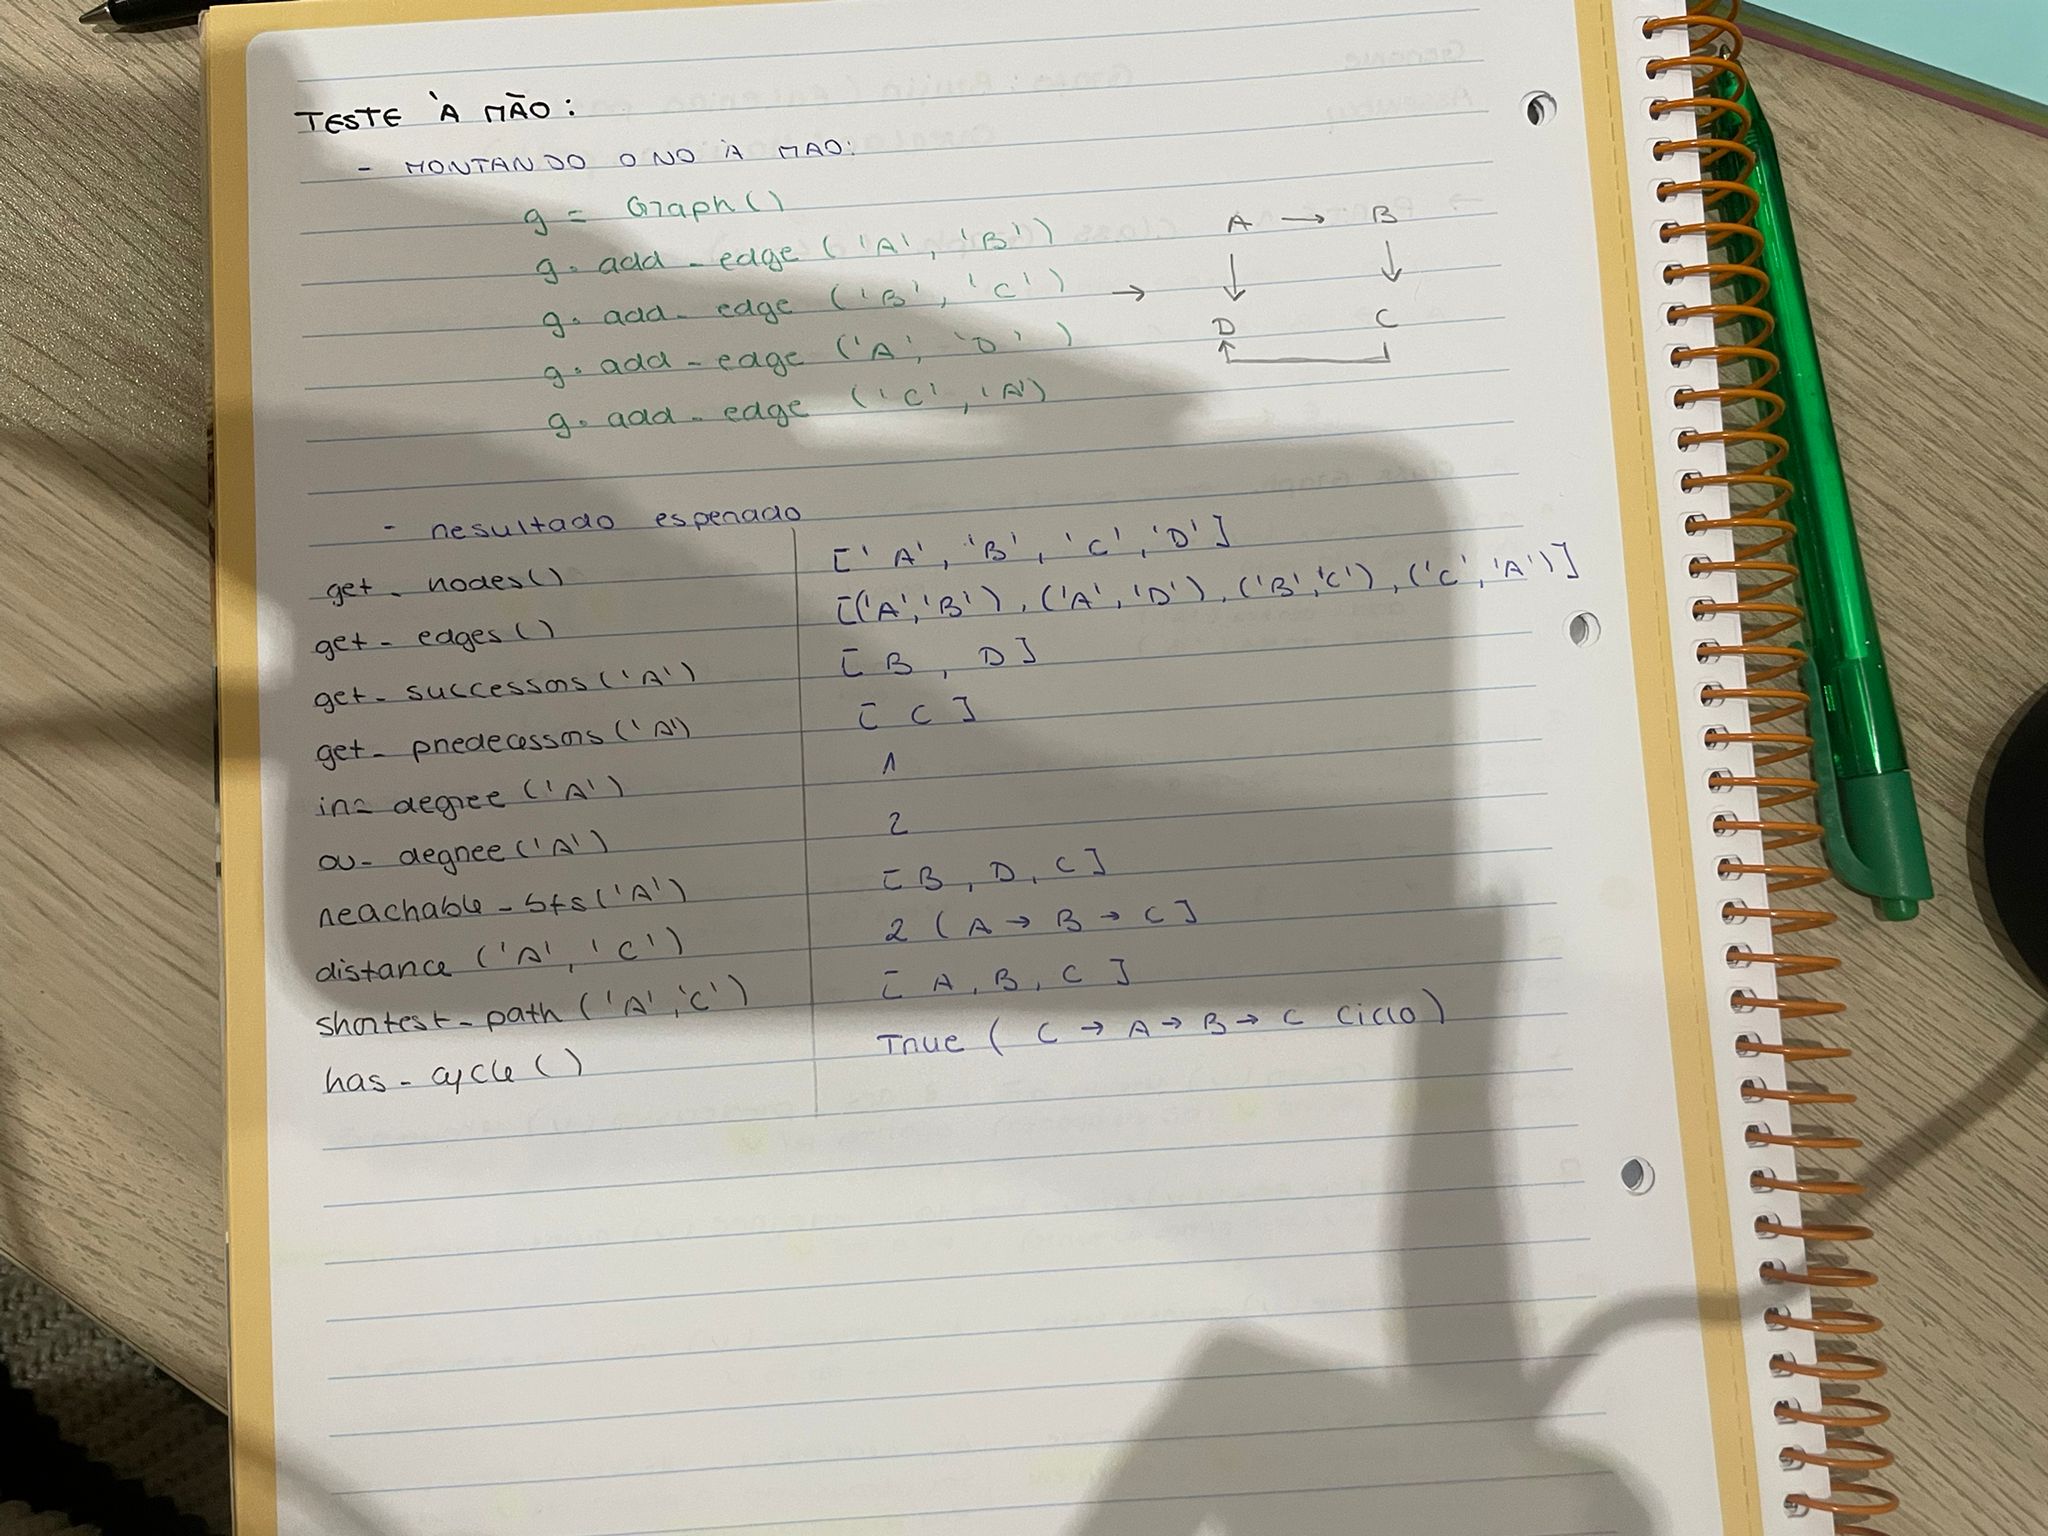 TESTE À MÃO:
- MONTANDO O NO À MAO:
g = Graph()
g. add_edge ('A', 'B')
g. add_edge ('B', 'C')
g. add_edge ('A', 'D')
g. add_edge ('C', 'A')
→
A → B
↓ ↓
D C
- resultado esperado
get_nodes() ['A', 'B', 'C', 'D']
get_edges() [('A','B'), ('A','D'), ('B','C'), ('C','A')]
get_successors('A') [B, D]
get_predecessors('A') [C]
in_degree('A') 1
ou_degree('A') 2
reachable_bfs('A') [B, D, C]
distance ('A', 'C') 2 (A → B → C]
shortest_path('A','C') [A, B, C]
has_cycle() True (C → A → B → C ciclo)